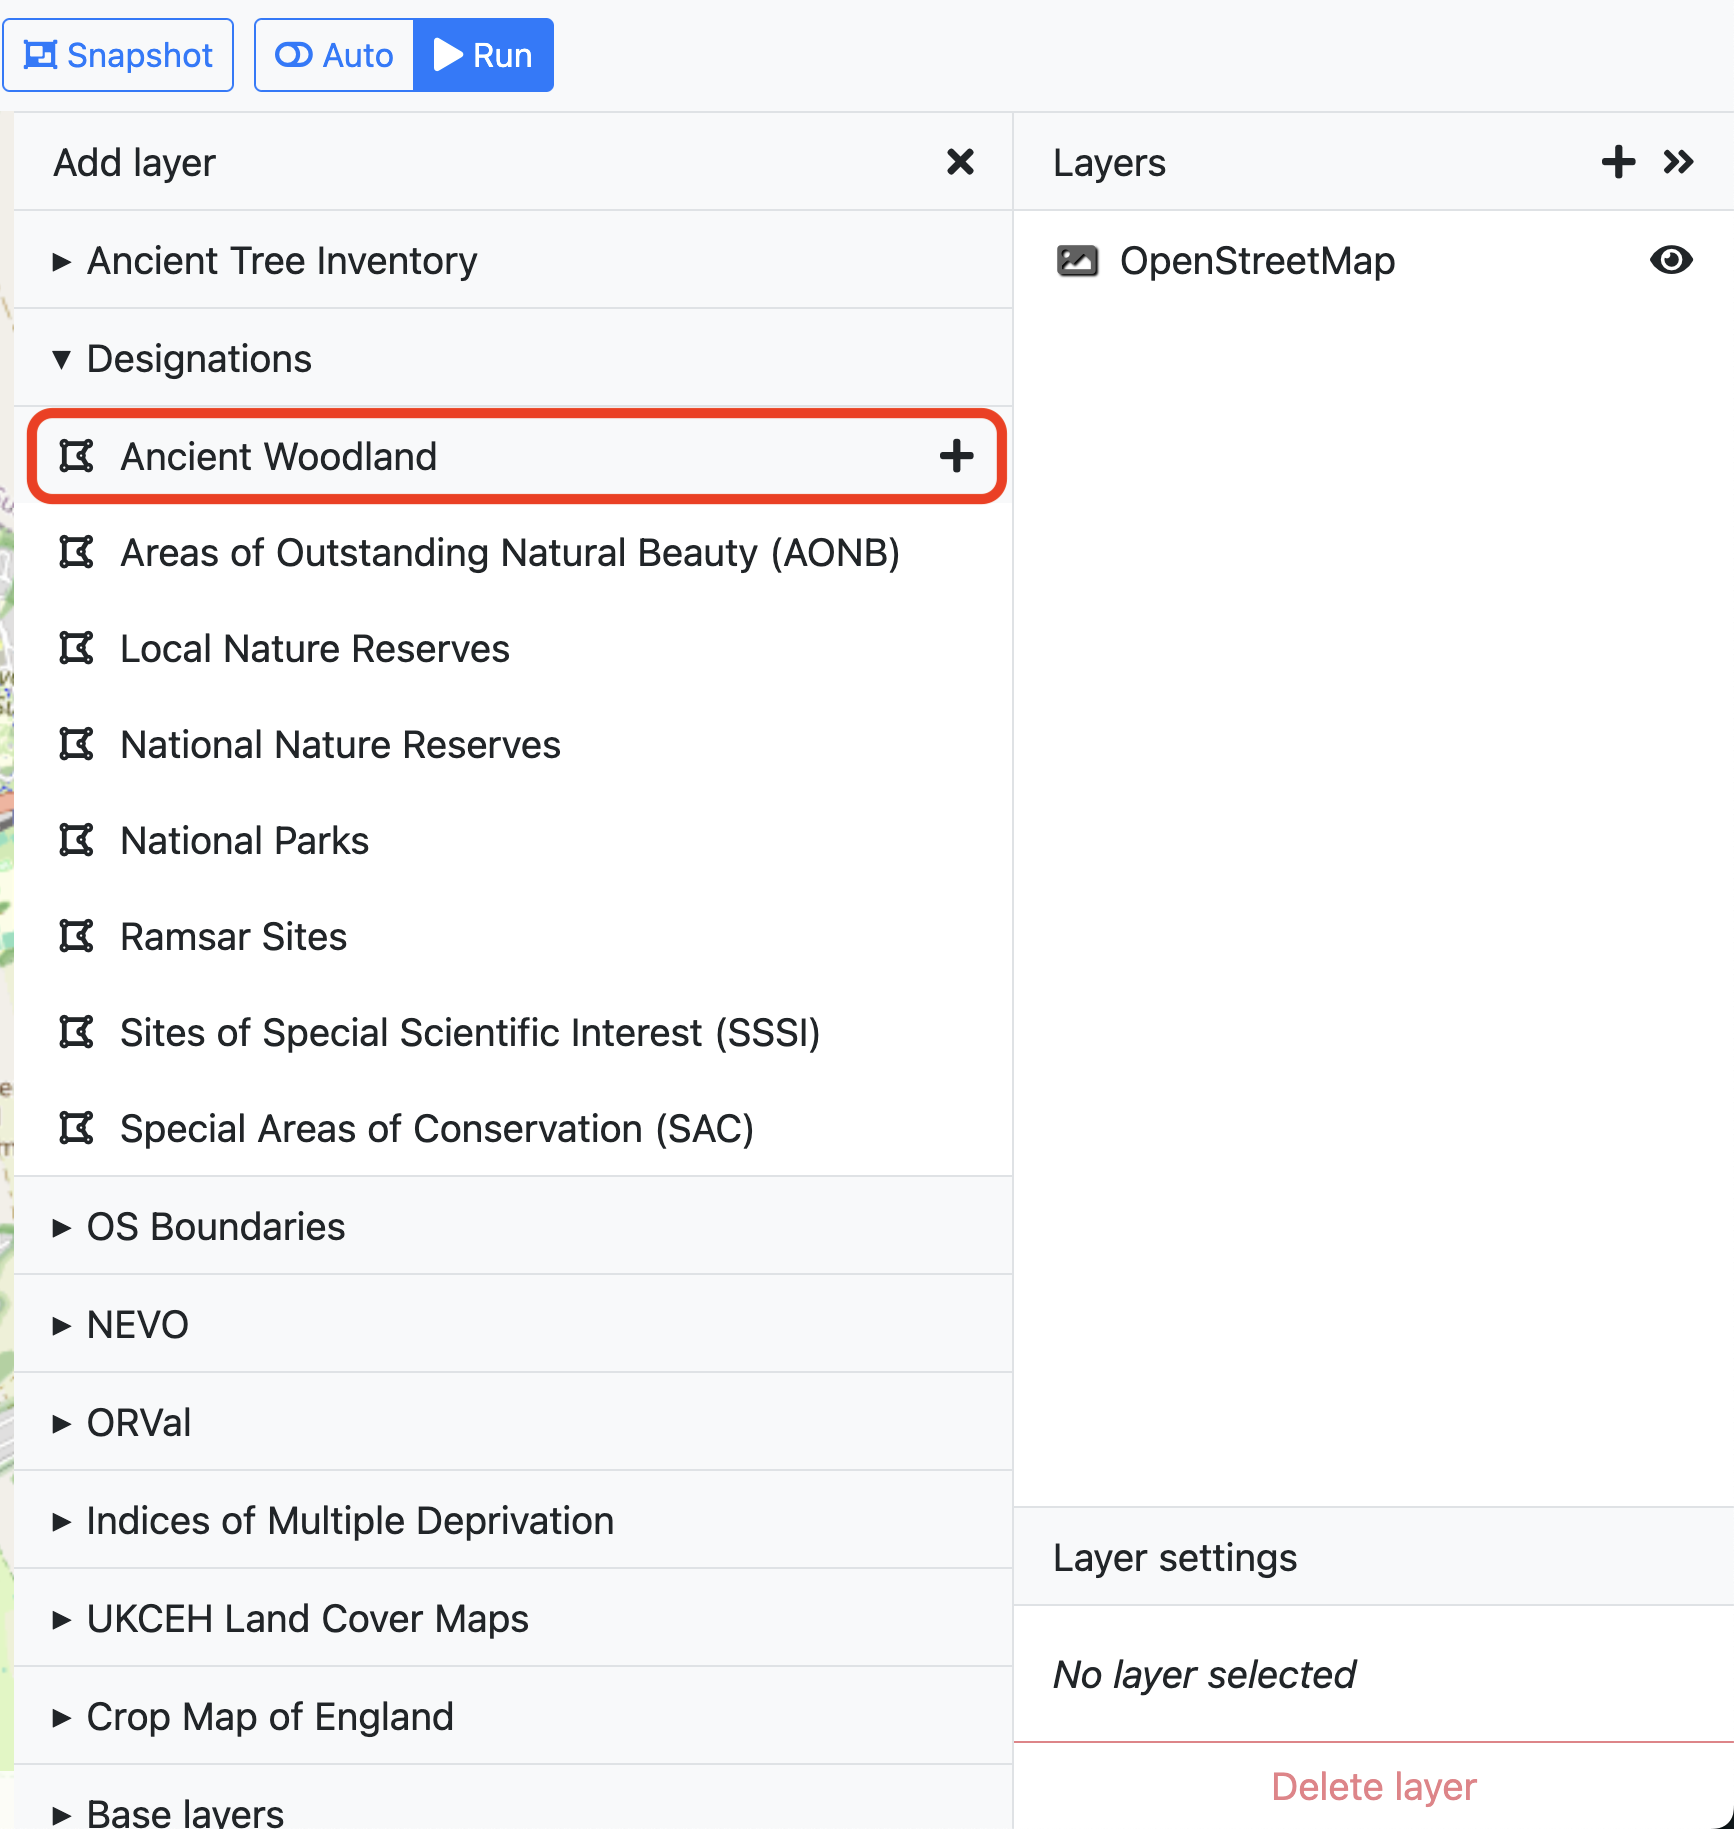 Snapshot
Auto
Run
Add layer
Layers
Ancient Tree Inventory
OpenStreetMap
Designations
Ancient Woodland
Areas of Outstanding Natural Beauty (AONB)
Local Nature Reserves
National Nature Reserves
National Parks
Ramsar Sites
Sites of Special Scientific Interest (SSSI)
Special Areas of Conservation (SAC)
OS Boundaries
NEVO
ORVal
Indices of Multiple Deprivation
UKCEH Land Cover Maps
Crop Map of England
Base layers
Layer settings
No layer selected
Delete layer